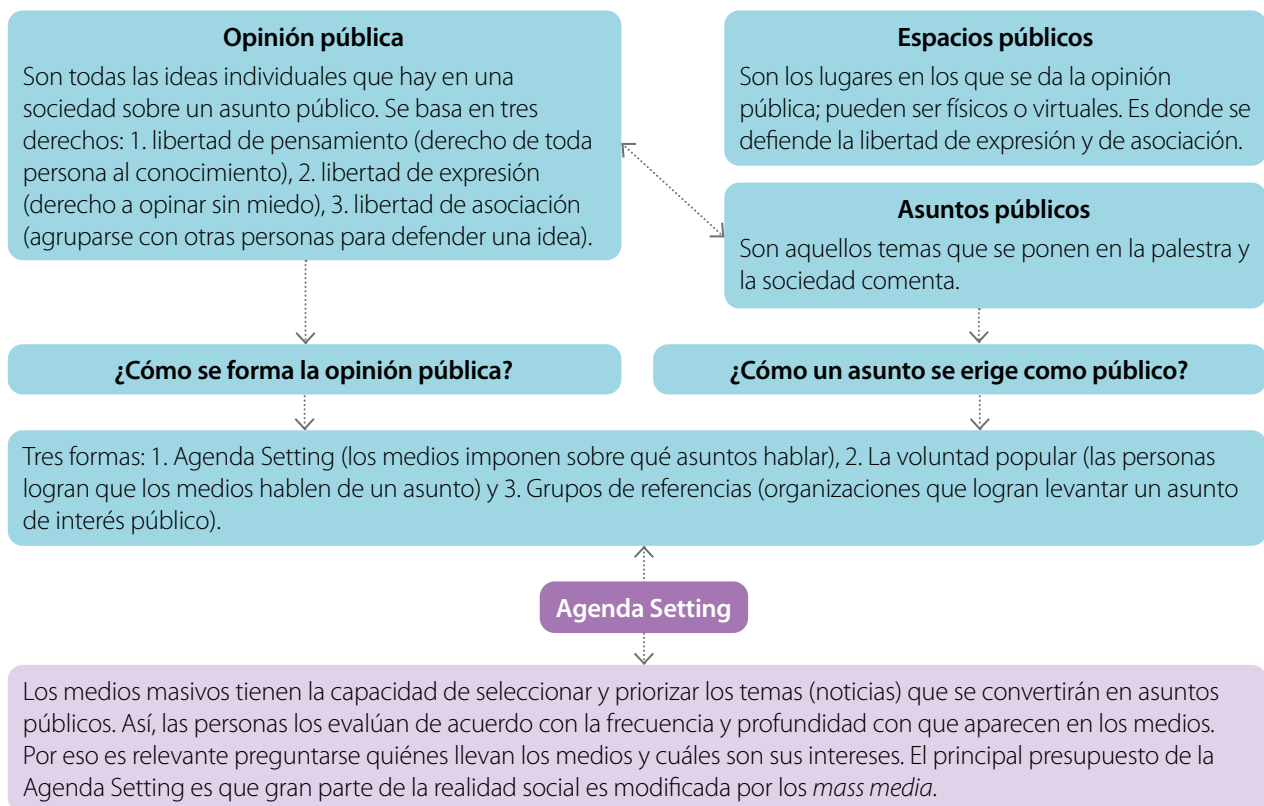 Opinión pública
Son todas las ideas individuales que hay en una
sociedad sobre un asunto público. Se basa en tres
derechos: 1. libertad de pensamiento (derecho de toda
persona al conocimiento), 2. libertad de expresión
(derecho a opinar sin miedo), 3. libertad de asociación
(agruparse con otras personas para defender una idea).
Espacios públicos
Son los lugares en los que se da la opinión
pública; pueden ser físicos o virtuales. Es donde se
defiende la libertad de expresión y de asociación.
Asuntos públicos
Son aquellos temas que se ponen en la palestra y
la sociedad comenta.
¿Cómo se forma la opinión pública?
¿Cómo un asunto se erige como público?
Tres formas: 1. Agenda Setting (los medios imponen sobre qué asuntos hablar), 2. La voluntad popular (las personas
logran que los medios hablen de un asunto) y 3. Grupos de referencias (organizaciones que logran levantar un asunto
de interés público).
Agenda Setting
Los medios masivos tienen la capacidad de seleccionar y priorizar los temas (noticias) que se convertirán en asuntos
públicos. Así, las personas los evalúan de acuerdo con la frecuencia y profundidad con que aparecen en los medios.
Por eso es relevante preguntarse quiénes llevan los medios y cuáles son sus intereses. El principal presupuesto de la
Agenda Setting es que gran parte de la realidad social es modificada por los mass media.